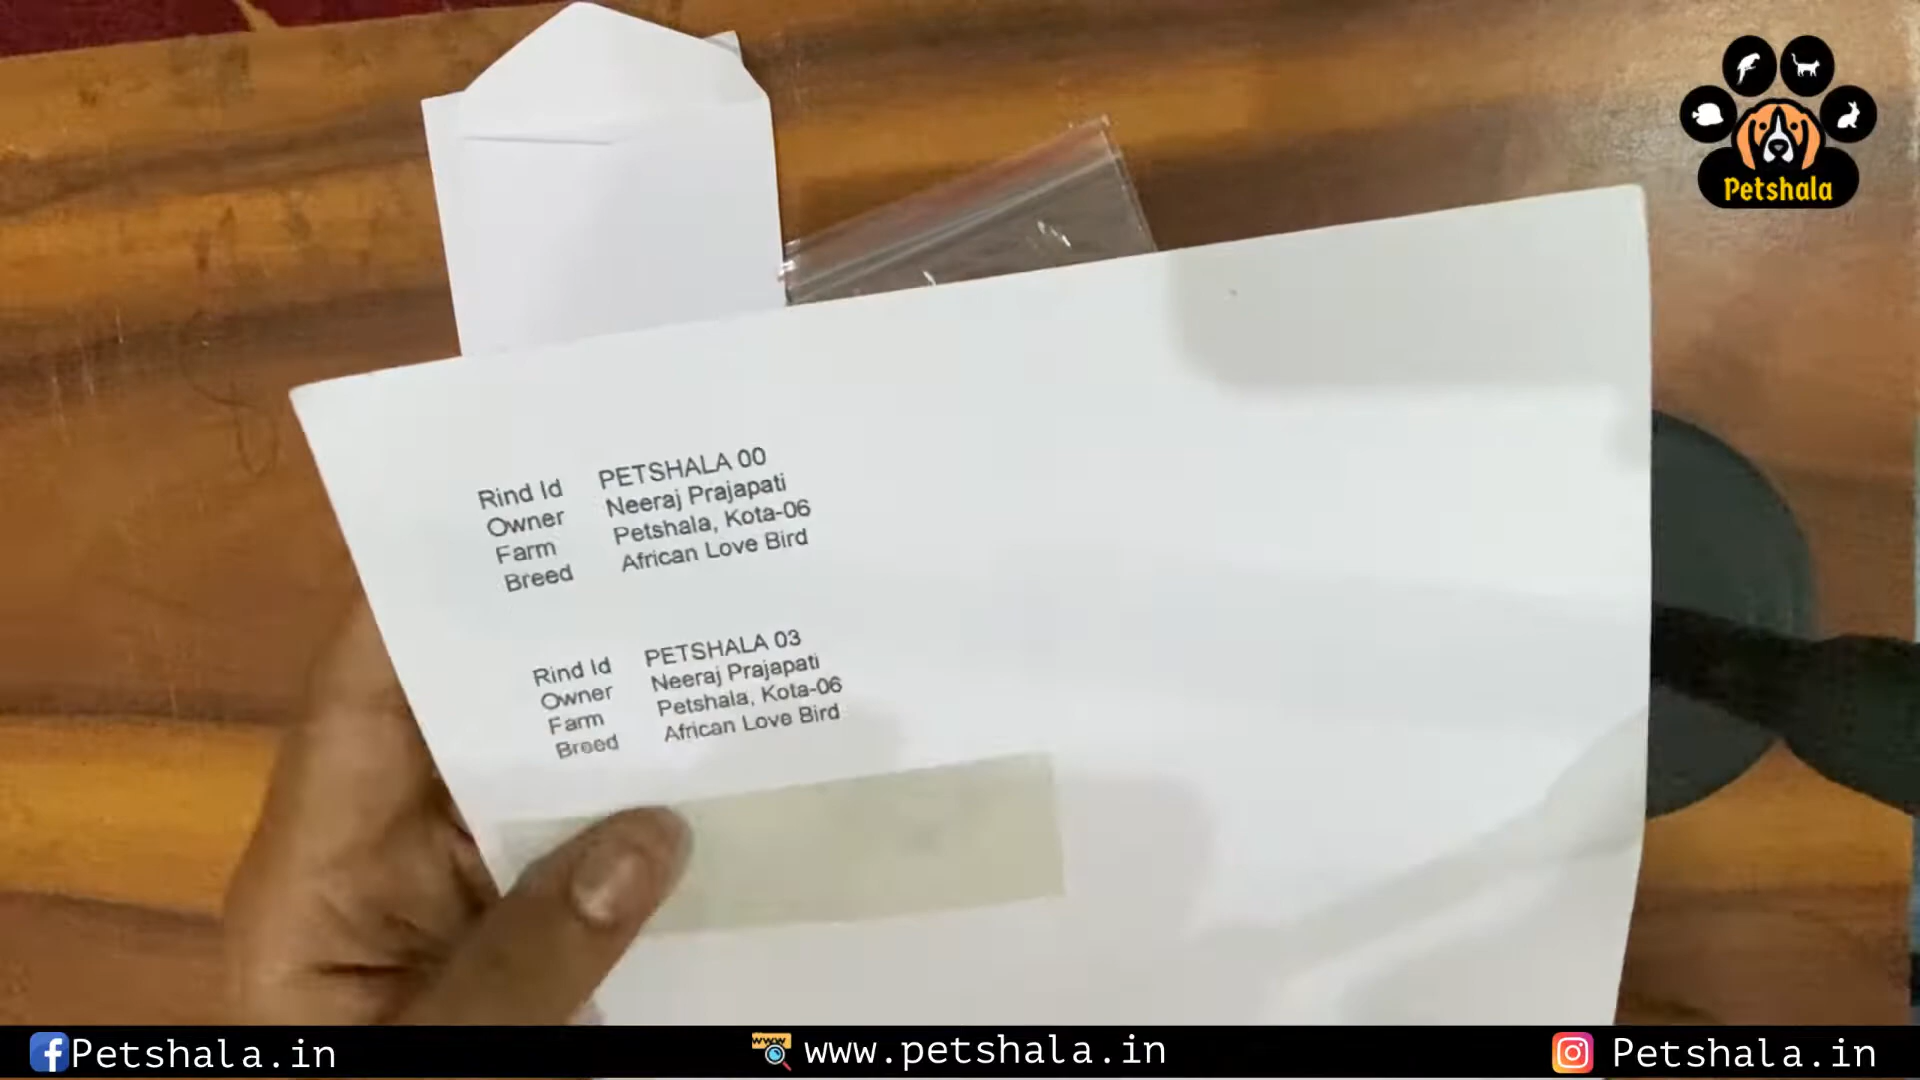 Petshala
Rind Id PETSHALA 00
Owner Neeraj Prajapati
Farm Petshala, Kota-06
Breed African Love Bird
Rind Id PETSHALA 03
Owner Neeraj Prajapati
Farm Petshala, Kota-06
Breed African Love Bird
Petshala.in
www
www.petshala.in
Petshala.in